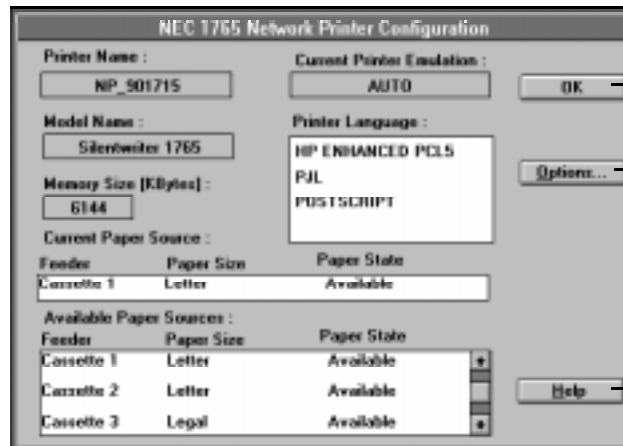 NEC 1765 Network Printer Configuration
Printer Name :
NIP_901715
Current Printer Emulation :
AUTO
OK
Model Name :
Silentwriter 1765
Printer Language :
HP ENHANCED PCL5
PJL
POSTSCRIPT
Options...
Memory Size [KBytes] :
6144
Current Paper Source :
Feeder Paper Size Paper State
Cassette 1 Letter Available
Available Paper Sources :
Feeder Paper Size Paper State
Cassette 1 Letter Available
Cassette 2 Letter Available
Cassette 3 Legal Available
Help